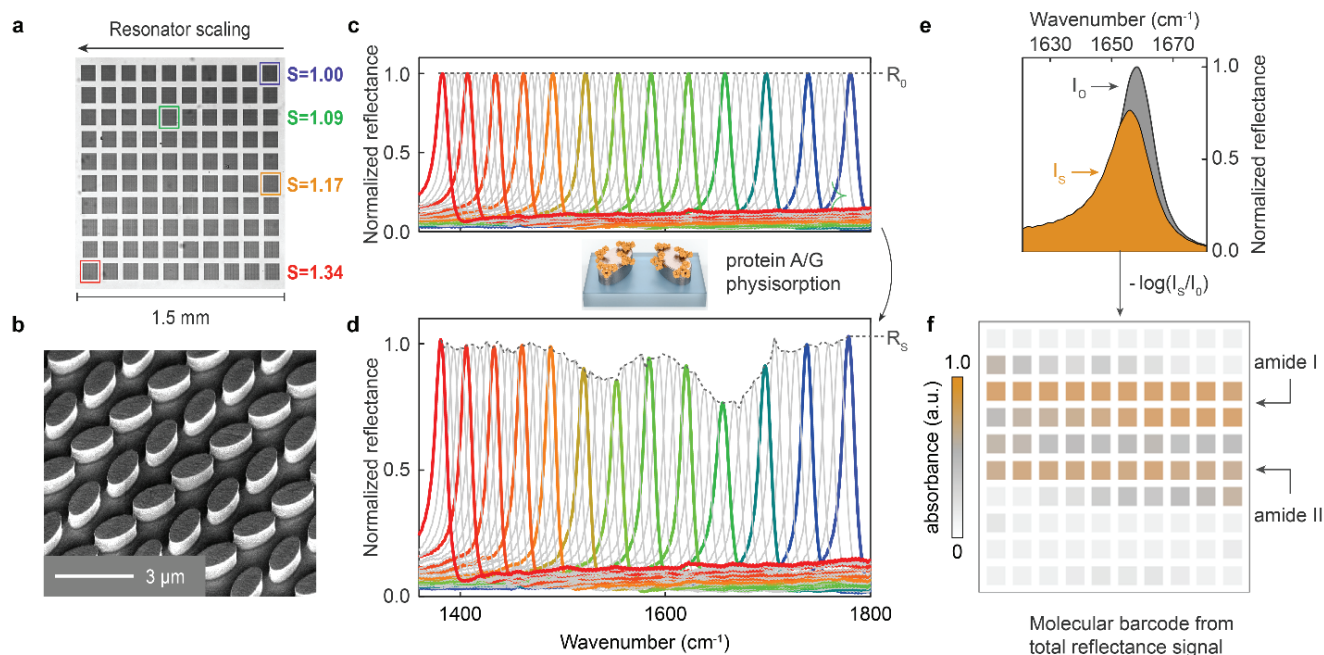 a
Resonator scaling
S=1.00
S=1.09
S=1.17
S=1.34
1.5 mm
b
3 µm
c
Normalized reflectance
1.0
0.5
0.0
R₀
protein A/G
physisorption
d
Normalized reflectance
1.0
0.5
0.0
Rₛ
1400
1600
1800
Wavenumber (cm⁻¹)
e
Wavenumber (cm⁻¹)
1630
1650
1670
I₀
Iₛ
1.0
0.5
0.0
Normalized reflectance
- log(Iₛ/I₀)
f
1.0
absorbance (a.u.)
0
amide I
amide II
Molecular barcode from
total reflectance signal